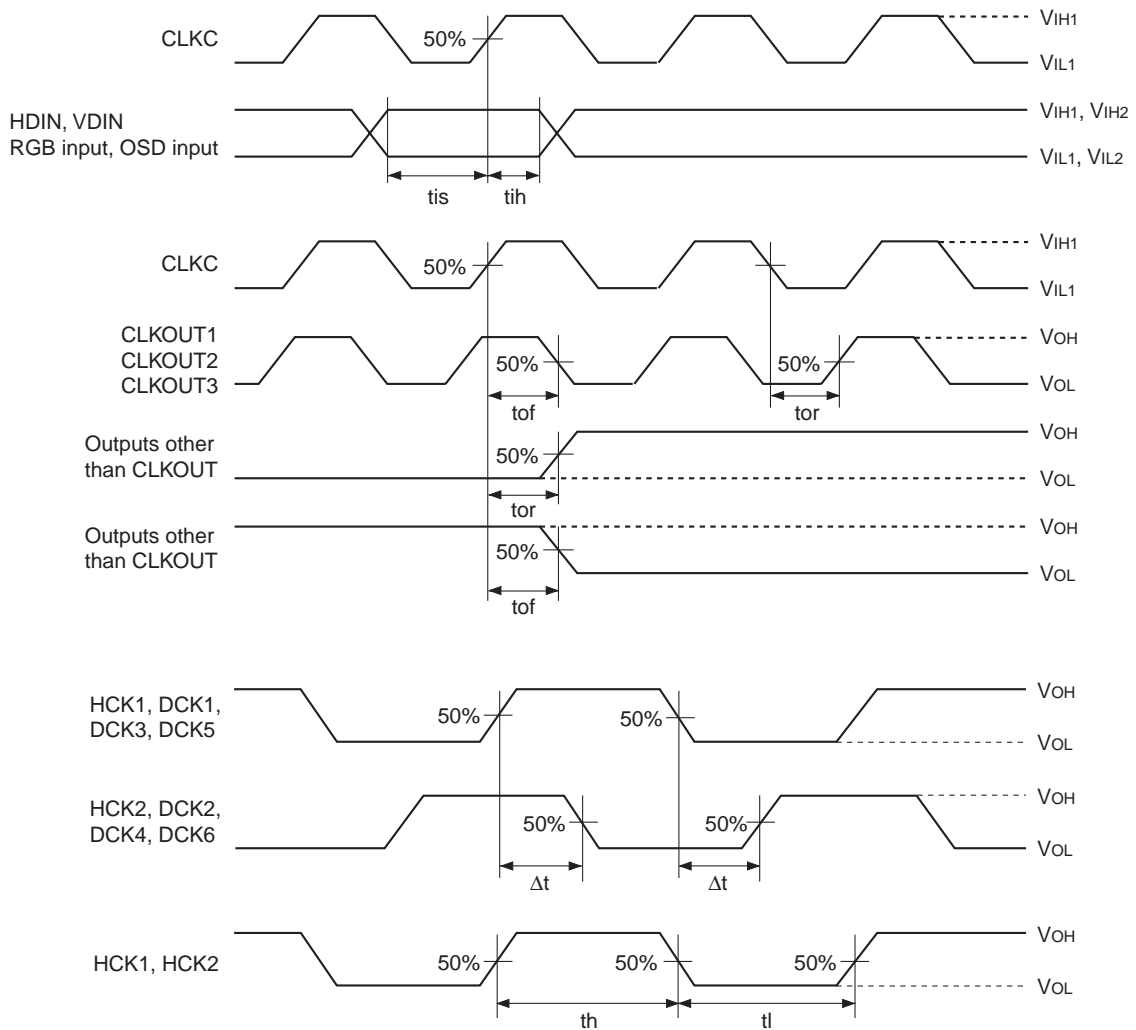 CLKC
50%
VIH1
VIL1
HDIN, VDIN
RGB input, OSD input
VIH1, VIH2
VIL1, VIL2
tis
tih
CLKC
50%
VIH1
VIL1
CLKOUT1
CLKOUT2
CLKOUT3
50%
50%
VOH
VOL
tof
tor
Outputs other
than CLKOUT
50%
VOH
VOL
tor
Outputs other
than CLKOUT
50%
VOH
VOL
tof
HCK1, DCK1,
DCK3, DCK5
50%
50%
VOH
VOL
HCK2, DCK2,
DCK4, DCK6
50%
50%
VOH
VOL
Δt
Δt
HCK1, HCK2
50%
50%
50%
VOH
VOL
th
tl